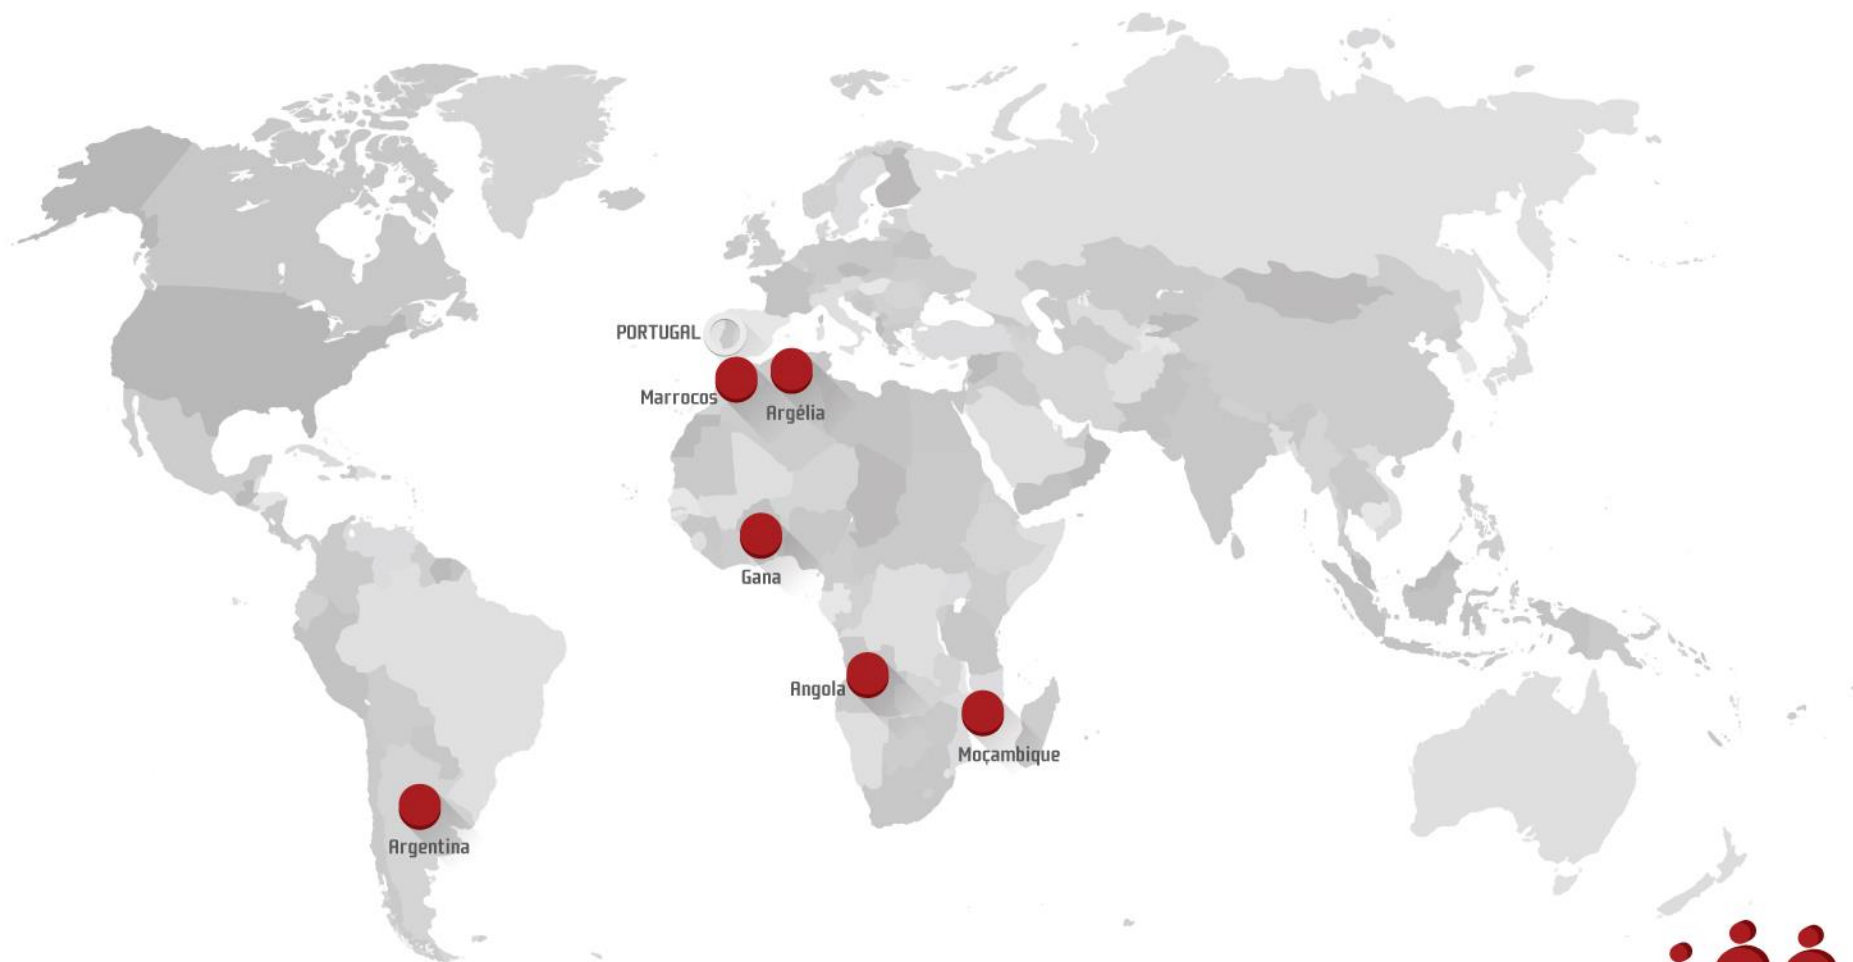 PORTUGAL
Marrocos
Argélia
Gana
Angola
Moçambique
Argentina